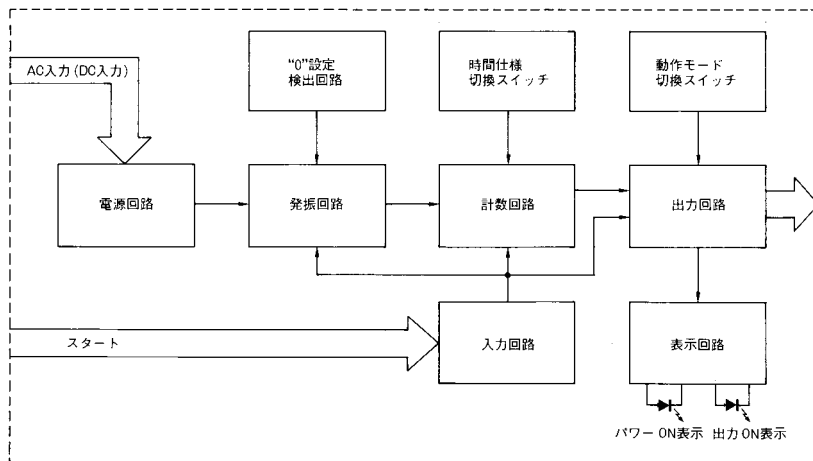 AC入力(DC入力)
“0”設定
検出回路
時間仕様
切換スイッチ
動作モード
切換スイッチ
電源回路
発振回路
計数回路
出力回路
スタート
入力回路
表示回路
パワーON表示
出力ON表示